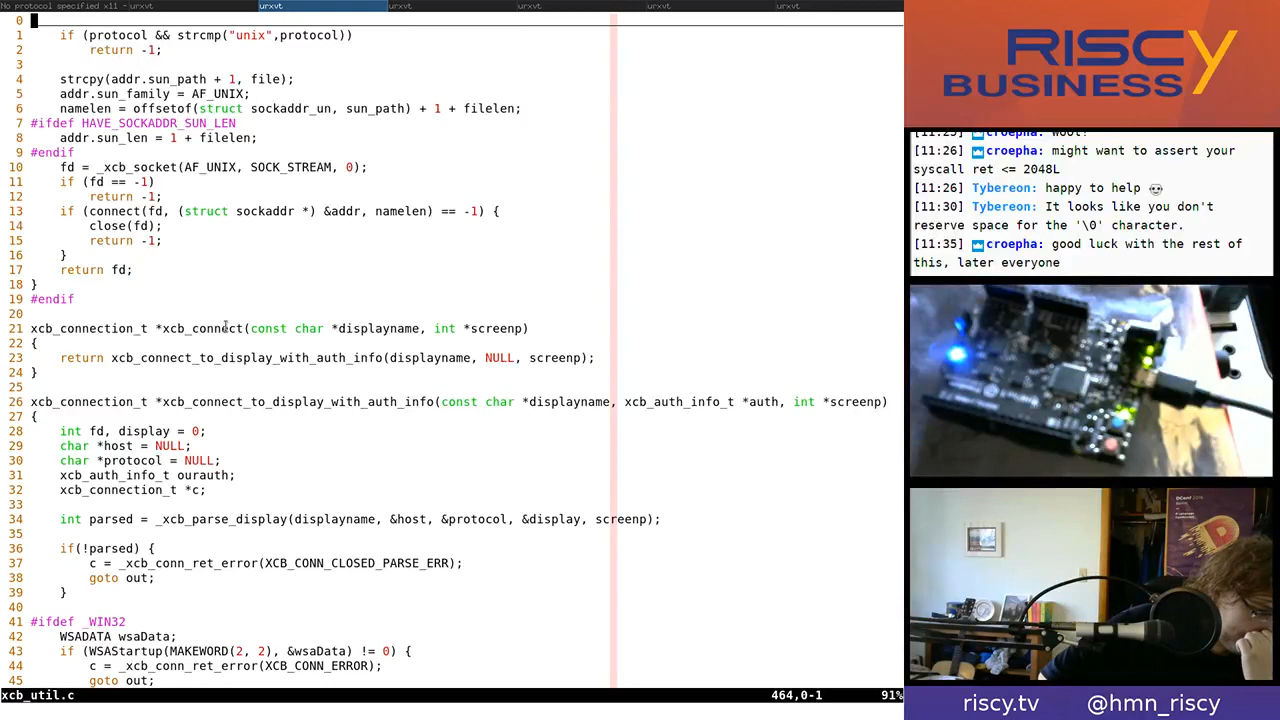 No protocol specified x11 - urxvt urxvt urxvt urxvt urxvt urxvt
0
1 if (protocol && strcmp("unix",protocol))
2 return -1;
3
4 strcpy(addr.sun_path + 1, file);
5 addr.sun_family = AF_UNIX;
6 namelen = offsetof(struct sockaddr_un, sun_path) + 1 + filelen;
7 #ifdef HAVE_SOCKADDR_SUN_LEN
8 addr.sun_len = 1 + filelen;
9 #endif
10 fd = _xcb_socket(AF_UNIX, SOCK_STREAM, 0);
11 if (fd == -1)
12 return -1;
13 if (connect(fd, (struct sockaddr *) &addr, namelen) == -1) {
14 close(fd);
15 return -1;
16 }
17 return fd;
18 }
19 #endif
20
21 xcb_connection_t *xcb_connect(const char *displayname, int *screenp)
22 {
23 return xcb_connect_to_display_with_auth_info(displayname, NULL, screenp);
24 }
25
26 xcb_connection_t *xcb_connect_to_display_with_auth_info(const char *displayname, xcb_auth_info_t *auth, int *screenp)
27 {
28 int fd, display = 0;
29 char *host = NULL;
30 char *protocol = NULL;
31 xcb_auth_info_t ourauth;
32 xcb_connection_t *c;
33
34 int parsed = _xcb_parse_display(displayname, &host, &protocol, &display, screenp);
35
36 if(!parsed) {
37 c = _xcb_conn_ret_error(XCB_CONN_CLOSED_PARSE_ERR);
38 goto out;
39 }
40
41 #ifdef _WIN32
42 WSADATA wsaData;
43 if (WSAStartup(MAKEWORD(2, 2), &wsaData) != 0) {
44 c = _xcb_conn_ret_error(XCB_CONN_ERROR);
45 goto out;
xcb_util.c 464,0-1 91%
RISCY
BUSINESS
[11:25] croepha: woot!
[11:26] croepha: might want to assert your
syscall ret <= 2048L
[11:26] Tybereon: happy to help
[11:30] Tybereon: It looks like you don't
reserve space for the '\0' character.
[11:35] croepha: good luck with the rest of
this, later everyone
riscy.tv @hmn_riscy